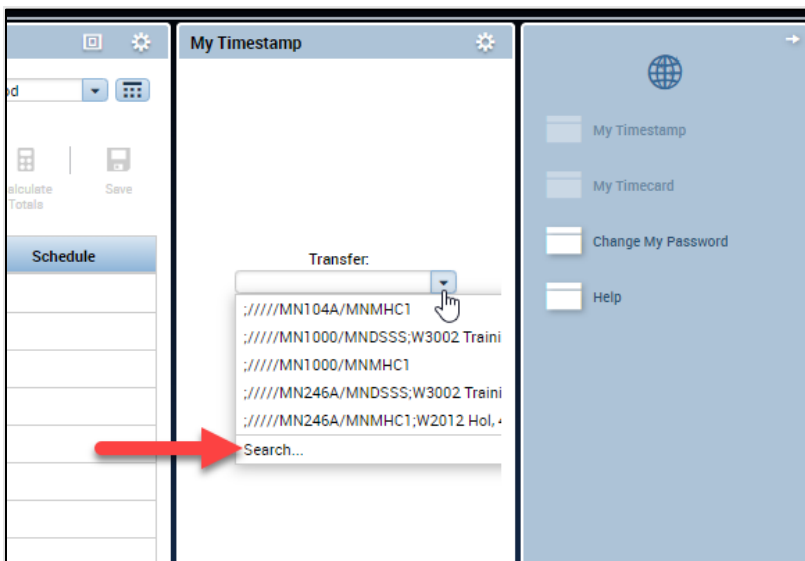 My Timestamp
od
alculate
Totals
Save
Schedule
Transfer:
;/////MN104A/MNMHC1
;/////MN1000/MNDSSS;W3002 Traini
;/////MN1000/MNMHC1
;/////MN246A/MNDSSS;W3002 Traini
;/////MN246A/MNMHC1;W2012 Hol, 4
Search...
My Timestamp
My Timecard
Change My Password
Help